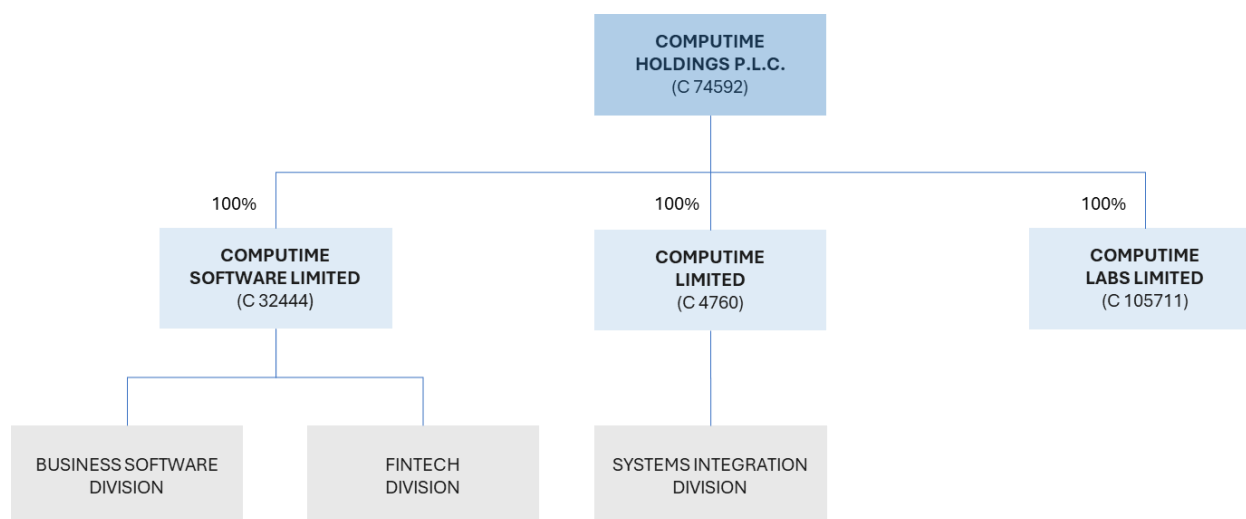 COMPUTIME
HOLDINGS P.L.C.
(C 74592)
100%
100%
100%
COMPUTIME
SOFTWARE LIMITED
(C 32444)
COMPUTIME
LIMITED
(C 4760)
COMPUTIME
LABS LIMITED
(C 105711)
BUSINESS SOFTWARE
DIVISION
FINTECH
DIVISION
SYSTEMS INTEGRATION
DIVISION